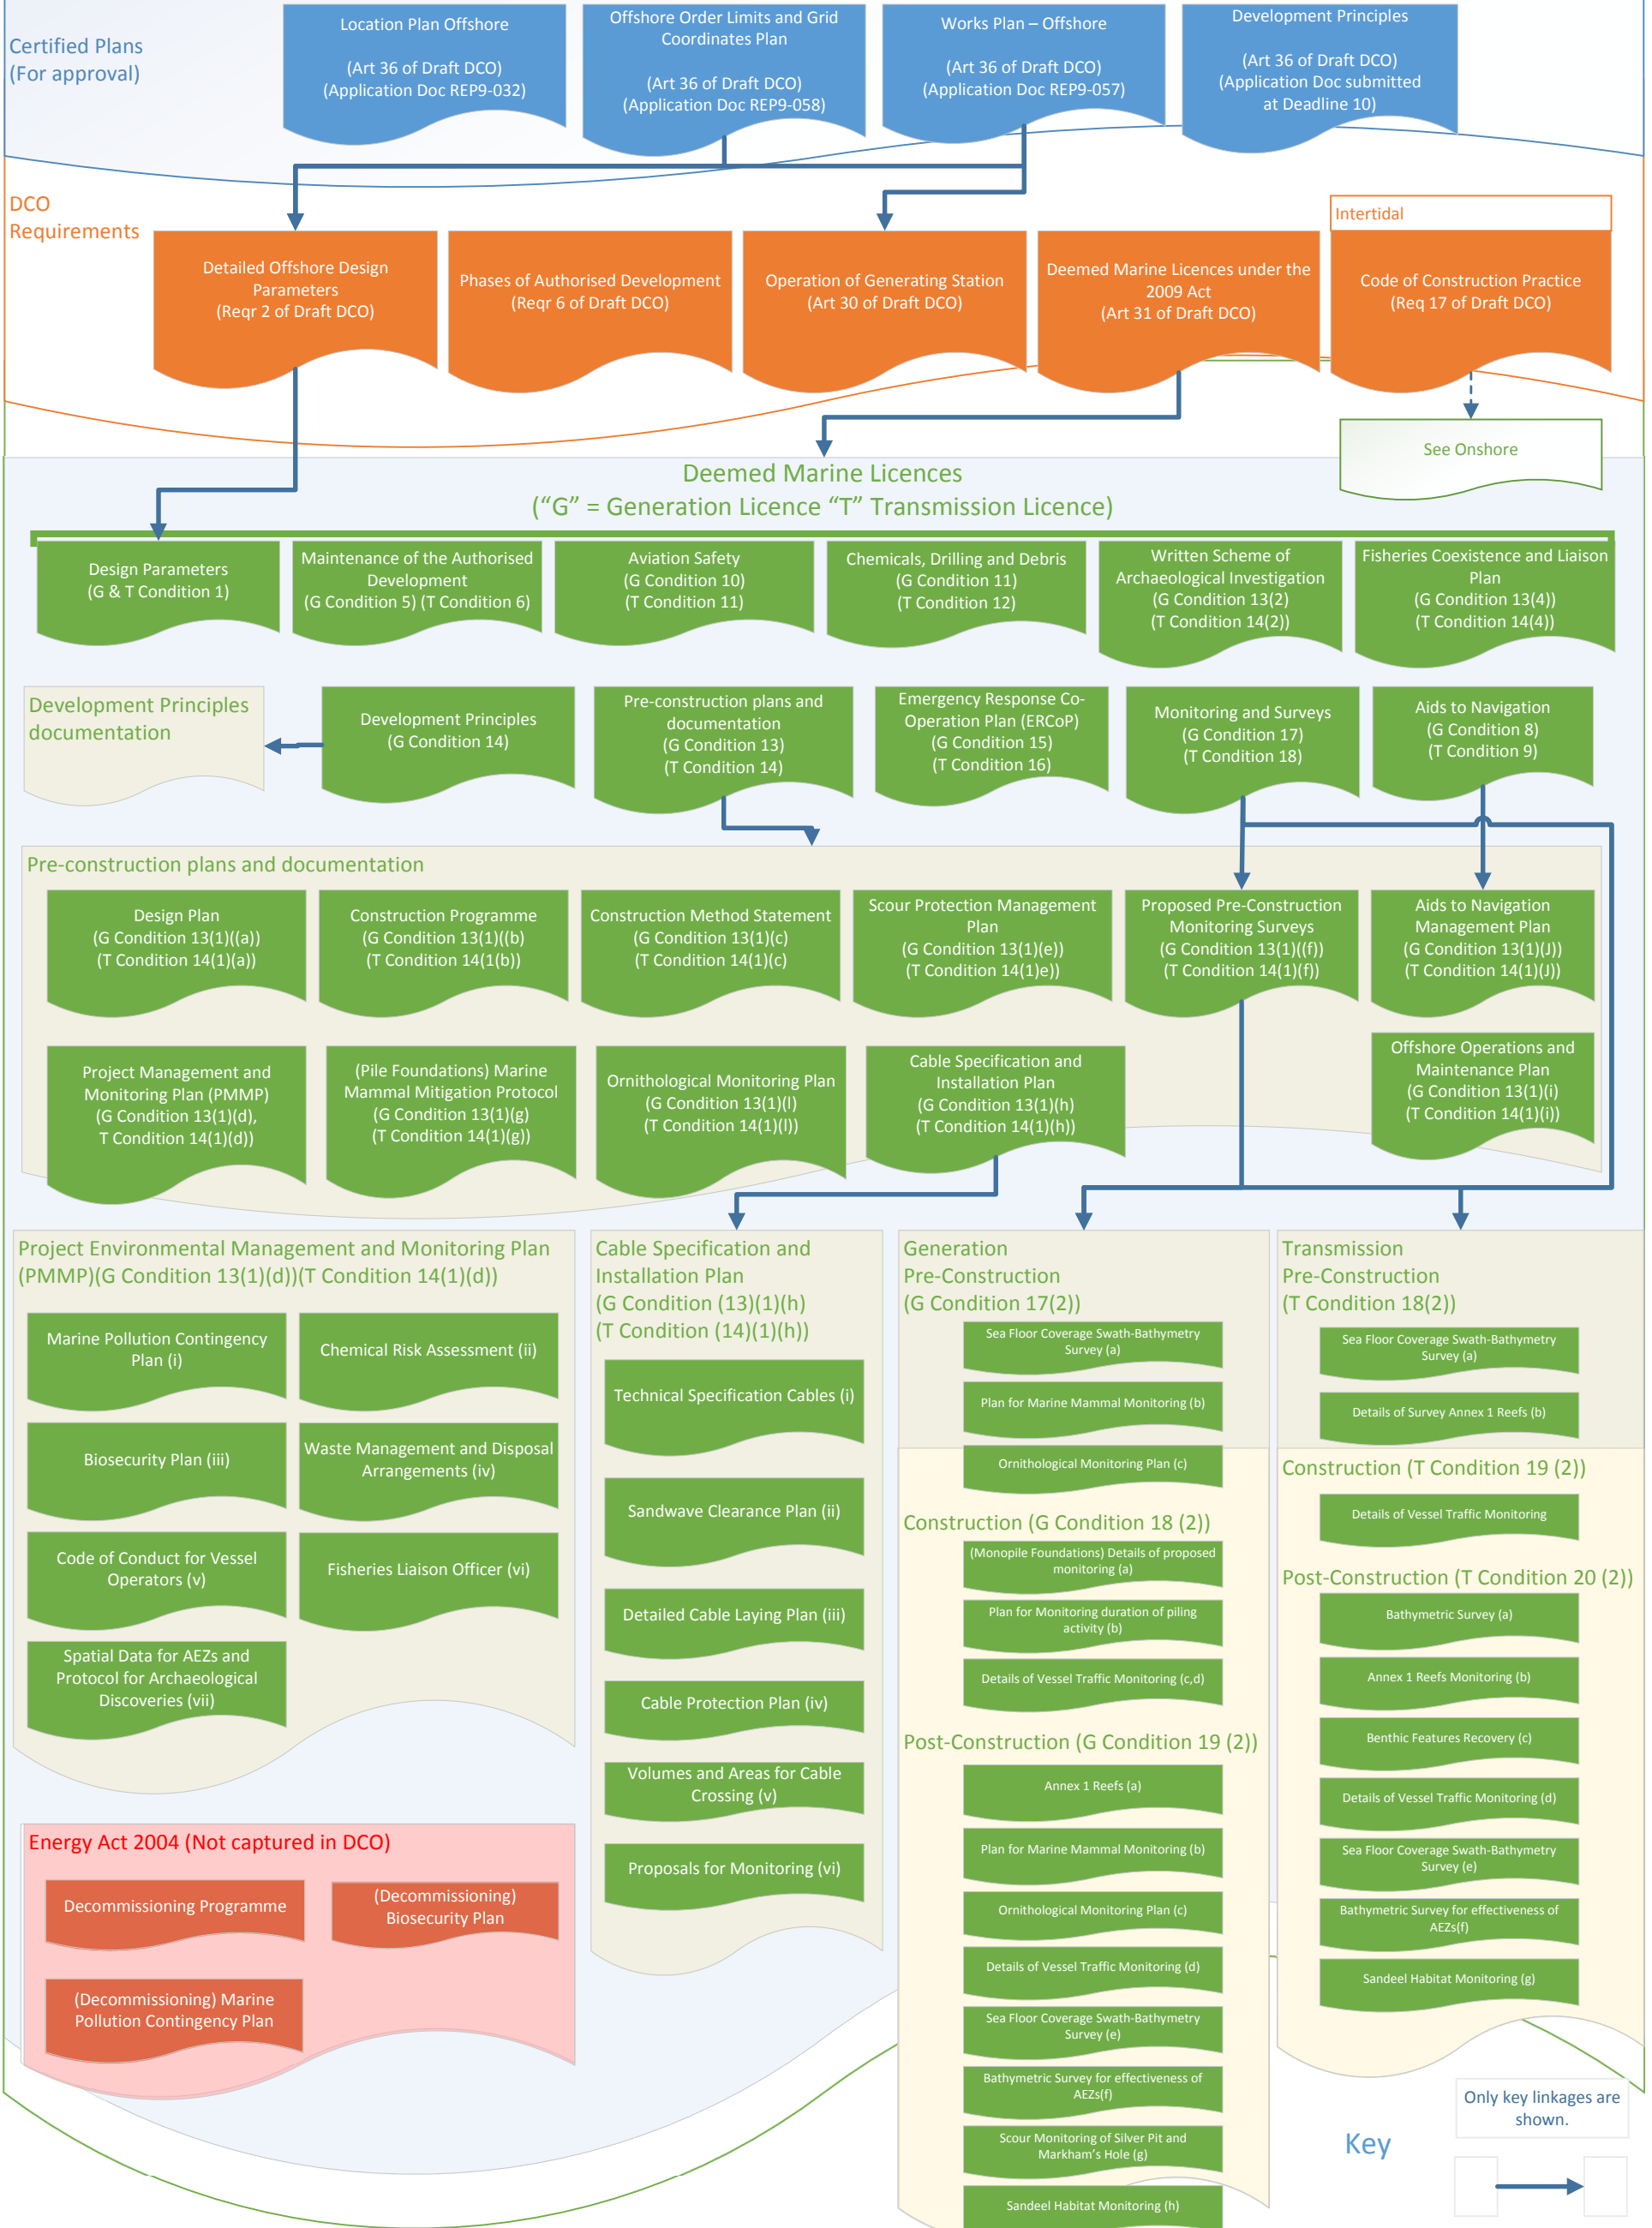 Certified Plans
(For approval)
Location Plan Offshore
(Art 36 of Draft DCO)
(Application Doc REP9-032)
Offshore Order Limits and Grid
Coordinates Plan
(Art 36 of Draft DCO)
(Application Doc REP9-058)
Works Plan – Offshore
(Art 36 of Draft DCO)
(Application Doc REP9-057)
Development Principles
(Art 36 of Draft DCO)
(Application Doc submitted
at Deadline 10)
DCO
Requirements
Detailed Offshore Design
Parameters
(Reqr 2 of Draft DCO)
Phases of Authorised Development
(Reqr 6 of Draft DCO)
Operation of Generating Station
(Art 30 of Draft DCO)
Deemed Marine Licences under the
2009 Act
(Art 31 of Draft DCO)
Intertidal
Code of Construction Practice
(Req 17 of Draft DCO)
See Onshore
Deemed Marine Licences
(“G” = Generation Licence “T” Transmission Licence)
Design Parameters
(G & T Condition 1)
Maintenance of the Authorised
Development
(G Condition 5) (T Condition 6)
Aviation Safety
(G Condition 10)
(T Condition 11)
Chemicals, Drilling and Debris
(G Condition 11)
(T Condition 12)
Written Scheme of
Archaeological Investigation
(G Condition 13(2)
(T Condition 14(2))
Fisheries Coexistence and Liaison
Plan
(G Condition 13(4))
(T Condition 14(4))
Development Principles
documentation
Development Principles
(G Condition 14)
Pre-construction plans and
documentation
(G Condition 13)
(T Condition 14)
Emergency Response Co-
Operation Plan (ERCoP)
(G Condition 15)
(T Condition 16)
Monitoring and Surveys
(G Condition 17)
(T Condition 18)
Aids to Navigation
(G Condition 8)
(T Condition 9)
Pre-construction plans and documentation
Design Plan
(G Condition 13(1)((a))
(T Condition 14(1)(a))
Construction Programme
(G Condition 13(1)((b)
(T Condition 14(1(b))
Construction Method Statement
(G Condition 13(1)(c)
(T Condition 14(1)(c)
Scour Protection Management
Plan
(G Condition 13(1)(e))
(T Condition 14(1)e))
Proposed Pre-Construction
Monitoring Surveys
(G Condition 13(1)((f))
(T Condition 14(1)(f))
Aids to Navigation
Management Plan
(G Condition 13(1)(J))
(T Condition 14(1)(J))
Project Management and
Monitoring Plan (PMMP)
(G Condition 13(1)(d),
T Condition 14(1)(d))
(Pile Foundations) Marine
Mammal Mitigation Protocol
(G Condition 13(1)(g)
(T Condition 14(1)(g))
Ornithological Monitoring Plan
(G Condition 13(1)(l)
(T Condition 14(1)(l))
Cable Specification and
Installation Plan
(G Condition 13(1)(h)
(T Condition 14(1)(h))
Offshore Operations and
Maintenance Plan
(G Condition 13(1)(i)
(T Condition 14(1)(i))
Project Environmental Management and Monitoring Plan
(PMMP)(G Condition 13(1)(d))(T Condition 14(1)(d))
Marine Pollution Contingency
Plan (i)
Chemical Risk Assessment (ii)
Biosecurity Plan (iii)
Waste Management and Disposal
Arrangements (iv)
Code of Conduct for Vessel
Operators (v)
Fisheries Liaison Officer (vi)
Spatial Data for AEZs and
Protocol for Archaeological
Discoveries (vii)
Energy Act 2004 (Not captured in DCO)
Decommissioning Programme
(Decommissioning)
Biosecurity Plan
(Decommissioning) Marine
Pollution Contingency Plan
Cable Specification and
Installation Plan
(G Condition (13)(1)(h)
(T Condition (14)(1)(h))
Technical Specification Cables (i)
Sandwave Clearance Plan (ii)
Detailed Cable Laying Plan (iii)
Cable Protection Plan (iv)
Volumes and Areas for Cable
Crossing (v)
Proposals for Monitoring (vi)
Generation
Pre-Construction
(G Condition 17(2))
Sea Floor Coverage Swath-Bathymetry
Survey (a)
Plan for Marine Mammal Monitoring (b)
Ornithological Monitoring Plan (c)
Construction (G Condition 18 (2))
(Monopile Foundations) Details of proposed
monitoring (a)
Plan for Monitoring duration of piling
activity (b)
Details of Vessel Traffic Monitoring (c,d)
Post-Construction (G Condition 19 (2))
Annex 1 Reefs (a)
Plan for Marine Mammal Monitoring (b)
Ornithological Monitoring Plan (c)
Details of Vessel Traffic Monitoring (d)
Sea Floor Coverage Swath-Bathymetry
Survey (e)
Bathymetric Survey for effectiveness of
AEZs(f)
Scour Monitoring of Silver Pit and
Markham’s Hole (g)
Sandeel Habitat Monitoring (h)
Transmission
Pre-Construction
(T Condition 18(2))
Sea Floor Coverage Swath-Bathymetry
Survey (a)
Details of Survey Annex 1 Reefs (b)
Construction (T Condition 19 (2))
Details of Vessel Traffic Monitoring
Post-Construction (T Condition 20 (2))
Bathymetric Survey (a)
Annex 1 Reefs Monitoring (b)
Benthic Features Recovery (c)
Details of Vessel Traffic Monitoring (d)
Sea Floor Coverage Swath-Bathymetry
Survey (e)
Bathymetric Survey for effectiveness of
AEZs(f)
Sandeel Habitat Monitoring (g)
Key
Only key linkages are
shown.